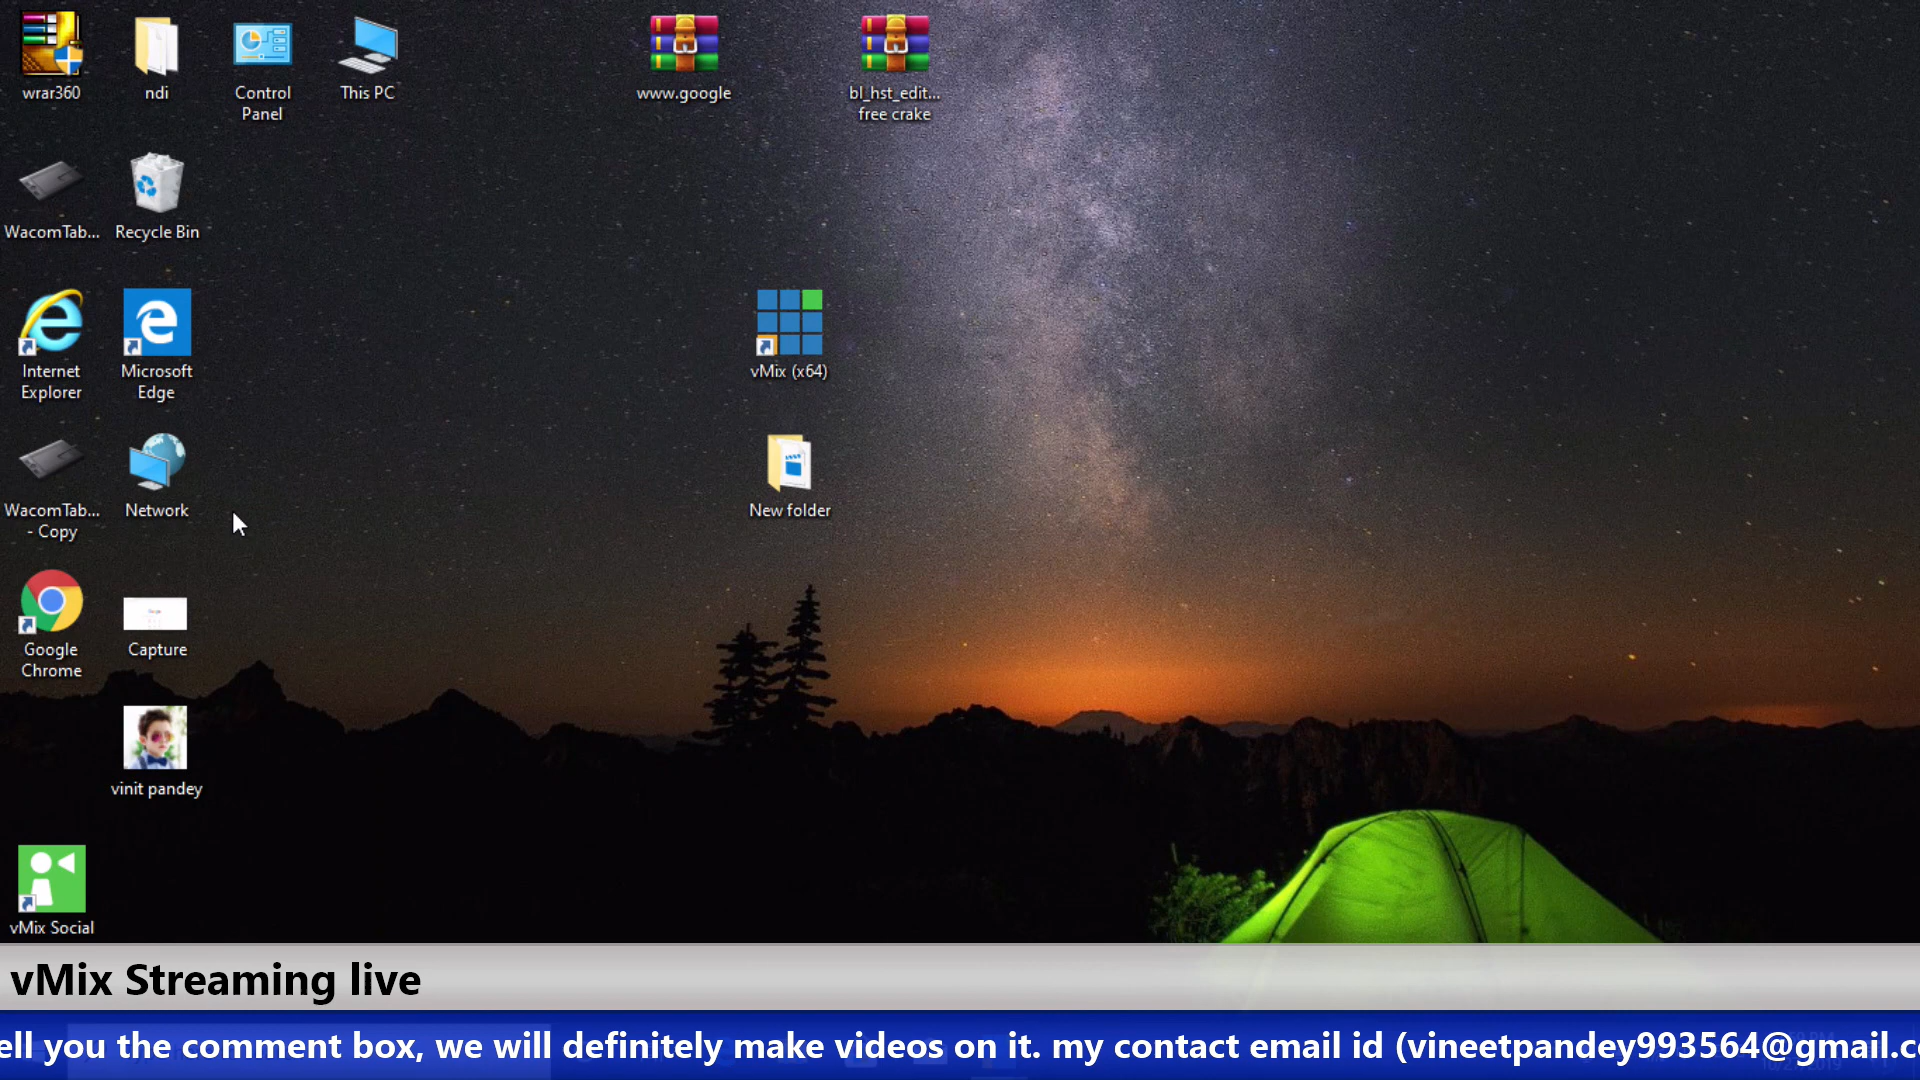 wrar360
ndi
Control
Panel
This PC
www.google
bl_hst_edit...
free crake
WacomTab...
Recycle Bin
Internet
Explorer
Microsoft
Edge
vMix (x64)
WacomTab...
- Copy
Network
New folder
Google
Chrome
Capture
vinit pandey
vMix Social
vMix Streaming live
ell you the comment box, we will definitely make videos on it. my contact email id (vineetpandey993564@gmail.c